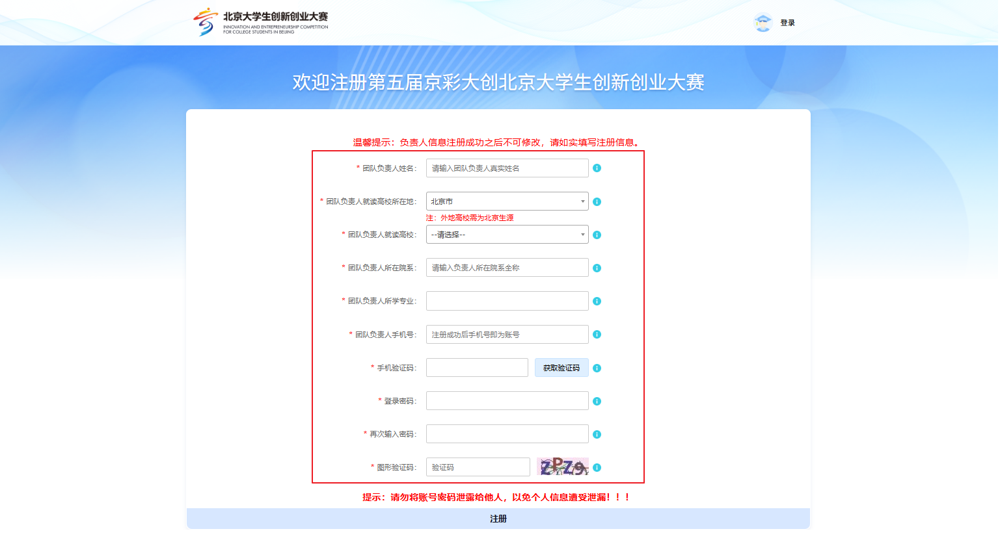 北京大学生创新创业大赛
INNOVATION AND ENTREPRENEURSHIP COMPETITION
FOR COLLEGE STUDENTS IN BEIJING
登录
欢迎注册第五届京彩大创北京大学生创新创业大赛
温馨提示：负责人信息注册成功之后不可修改，请如实填写注册信息。
* 团队负责人姓名： 请输入团队负责人真实姓名
* 团队负责人就读高校所在地： 北京市
注：外地高校需为北京生源
* 团队负责人就读高校： --请选择--
* 团队负责人所在院系： 请输入负责人所在院系全称
* 团队负责人所学专业：
* 团队负责人手机号： 注册成功后手机号即为账号
* 手机验证码： 获取验证码
* 登录密码：
* 再次输入密码：
* 图形验证码： 验证码 ZPZ9
提示：请勿将账号密码泄露给他人，以免个人信息遭受泄漏！！！
注册